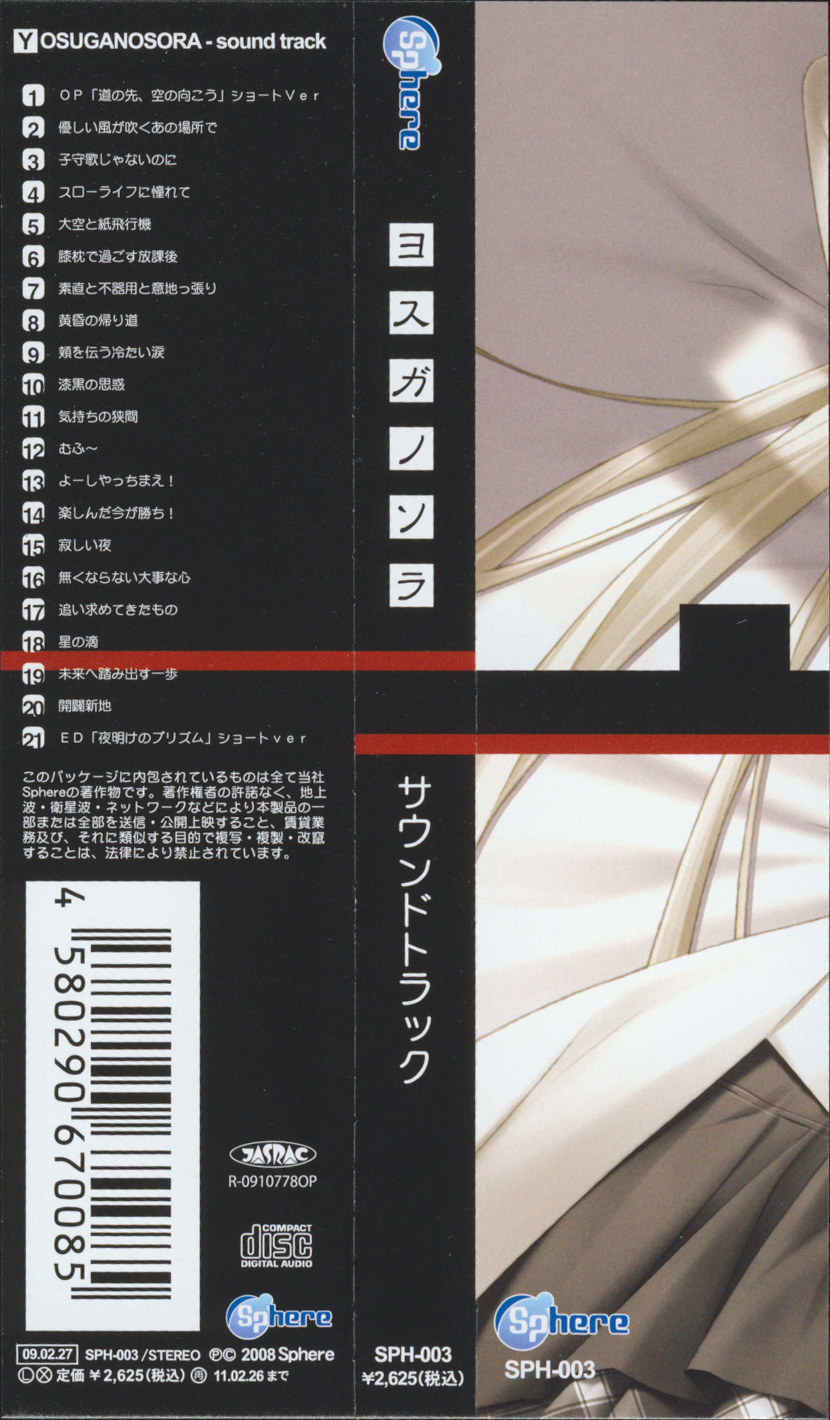 YOSUGANOSORA - sound track
1 ＯＰ「道の先、空の向こう」ショートＶｅｒ
2 優しい風が吹くあの場所で
3 子守歌じゃないのに
4 スローライフに憧れて
5 大空と紙飛行機
6 膝枕で過ごす放課後
7 素直と不器用と意地っ張り
8 黄昏の帰り道
9 頬を伝う冷たい涙
10 漆黒の思惑
11 気持ちの狭間
12 むふ～
13 よーしやっちまえ！
14 楽しんだ今が勝ち！
15 寂しい夜
16 無くならない大事な心
17 追い求めてきたもの
18 星の滴
19 未来へ踏み出す一歩
20 開闢新地
21 ＥＤ「夜明けのプリズム」ショートｖｅｒ
このパッケージに内包されているものは全て当社
Sphereの著作物です。著作権者の許諾なく、地上
波・衛星波・ネットワークなどにより本製品の一
部または全部を送信・公開上映すること、賃貸業
務及び、それに類似する目的で複写・複製・改竄
することは、法律により禁止されています。
4 580290 670085
JASRAC
R-0910778OP
COMPACT
disc
DIGITAL AUDIO
Sphere
09.02.27 SPH-003 /STEREO ℗© 2008 Sphere
Ⓛ Ⓧ 定価 ¥2,625(税込) ㊢ 11.02.26 まで
Sphere
ヨスガノソラ
サウンドトラック
SPH-003
¥2,625(税込)
Sphere
SPH-003